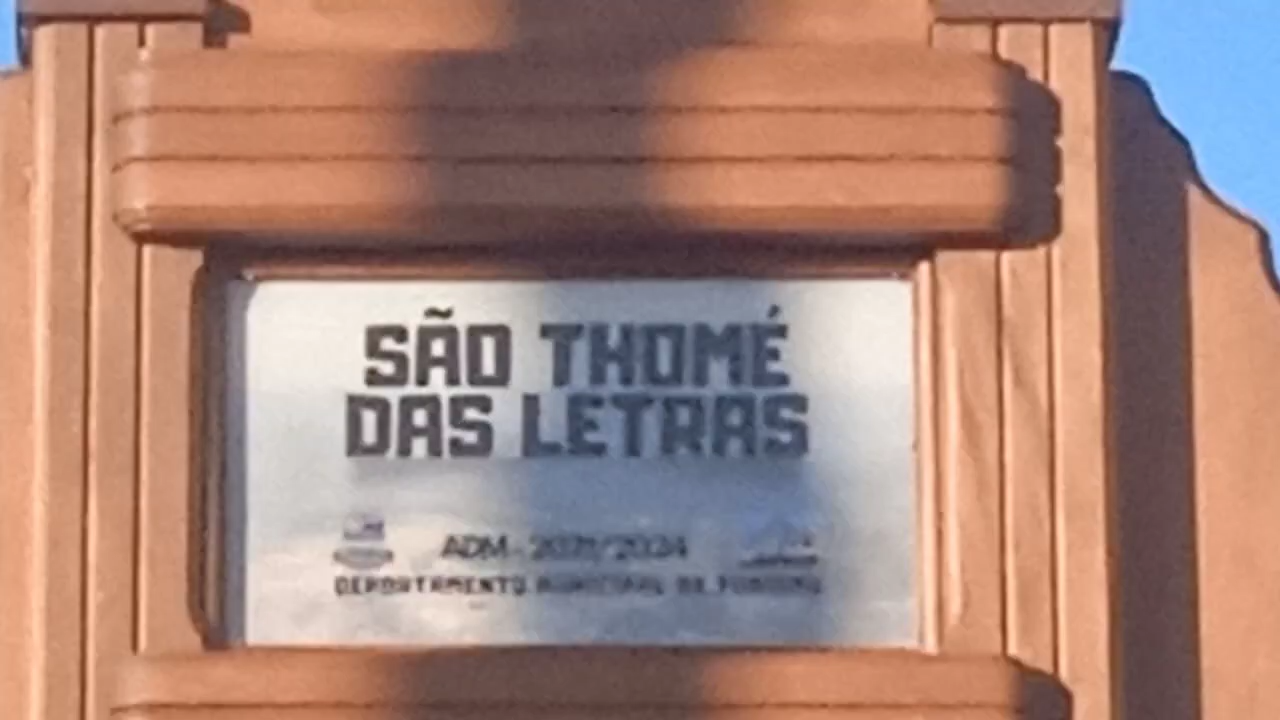 SÃO THOMÉ
DAS LETRAS
ADM - 2021/2024
DEPARTAMENTO MUNICIPAL DE TURISMO